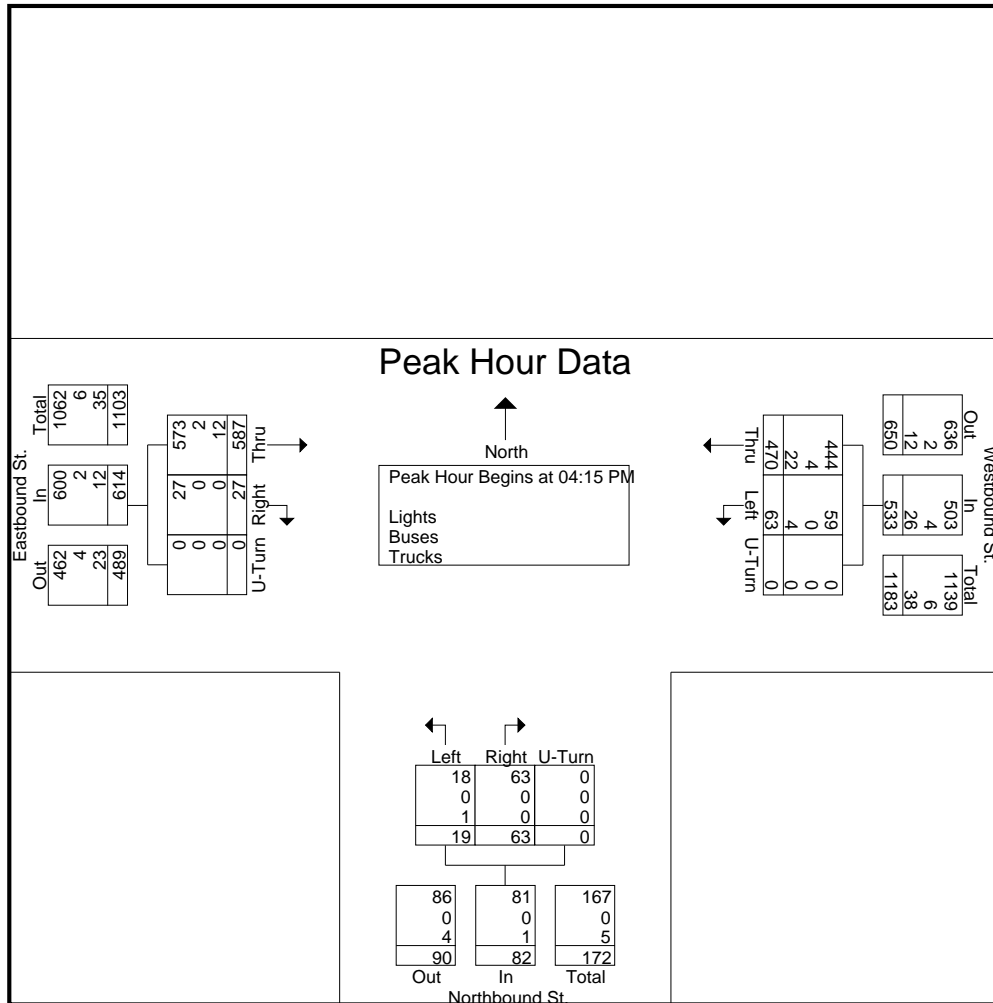 Peak Hour Data
North
Peak Hour Begins at 04:15 PM
Lights
Buses
Trucks
Eastbound St.
Total
1062
6
35
1103
In
600
2
12
614
Out
462
4
23
489
Thru
573
2
12
587
Right
27
0
0
27
U-Turn
0
0
0
0
Westbound St.
Out
636
2
12
650
In
503
4
26
533
Total
1139
6
38
1183
Thru
444
4
22
470
Left
59
0
4
63
U-Turn
0
0
0
0
Left Right U-Turn
18 63 0
0 0 0
1 0 0
19 63 0
86 81 167
0 0 0
4 1 5
90 82 172
Out In Total
Northbound St.